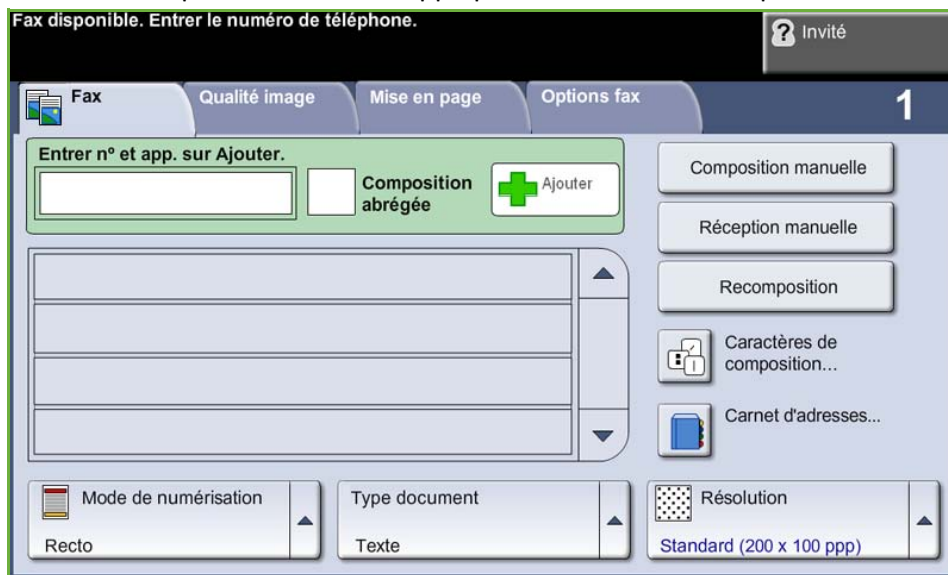 Fax disponible. Entrer le numéro de téléphone.
Invité
Fax
Qualité image
Mise en page
Options fax
1
Entrer nº et app. sur Ajouter.
Composition
abrégée
Ajouter
Composition manuelle
Réception manuelle
Recomposition
Caractères de
composition...
Carnet d'adresses...
Mode de numérisation
Recto
Type document
Texte
Résolution
Standard (200 x 100 ppp)